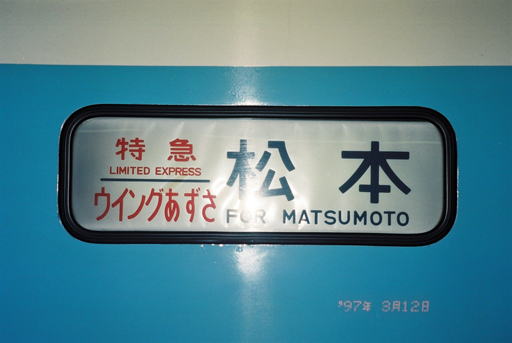 特急
LIMITED EXPRESS
ウイングあずさ
松本
FOR MATSUMOTO
'97年 3月12日